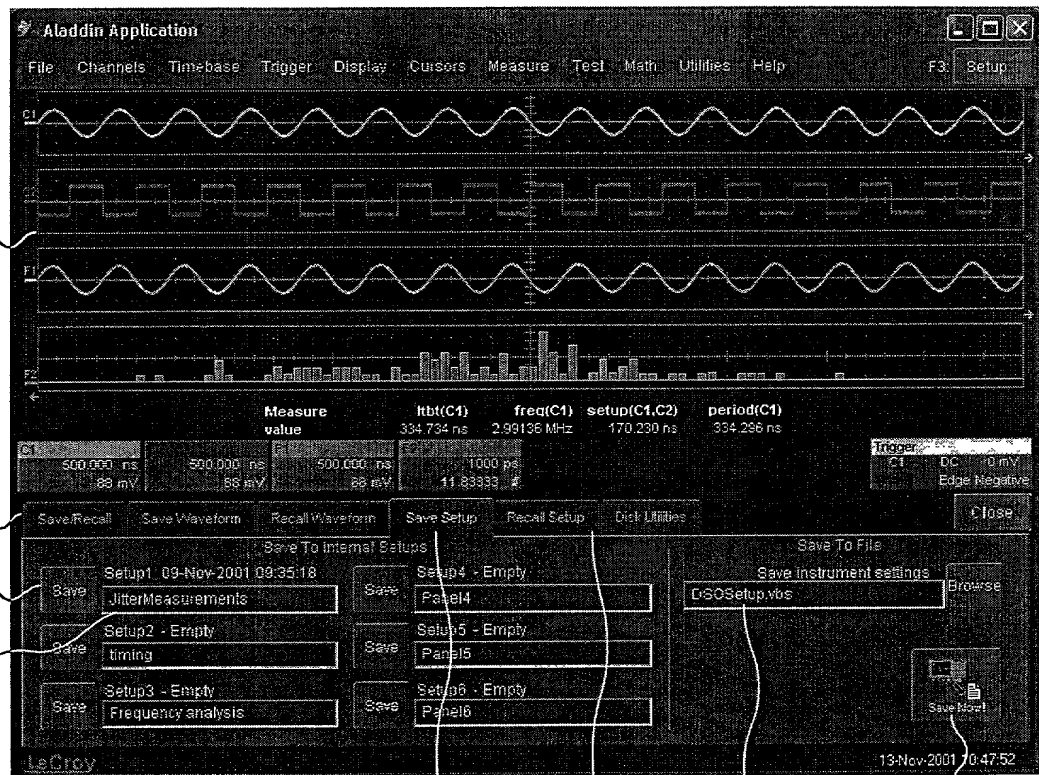 Aladdin Application
File Channels Timebase Trigger Display Cursors Measure Test Math Utilities Help F3: Setup
C1
F1
F2
Measure ltbt(C1) freq(C1) setup(C1,C2) period(C1)
value 334.734 ns 2.99136 MHz 170.230 ns 334.296 ns
C1
500.000 ns 500.000 ns 500.000 ns 1000 ps
88 mV 88 mV 88 mV 11.83333 #
Trigger
C1 DC 0 mV
Edge Negative
Save/Recall Save Waveform Recall Waveform Save Setup Recall Setup Disk Utilities Close
Save To Internal Setups Save To File
Save Setup1 09-Nov-2001 09:35:18
JitterMeasurements
Save Setup2 - Empty
timing
Save Setup3 - Empty
Frequency analysis
Save Setup4 - Empty
Panel4
Save Setup5 - Empty
Panel5
Save Setup6 - Empty
Panel6
Save Instrument settings
DSOSetup.vbs
Browse
Save Now!
LeCroy 13-Nov-2001 10:47:52